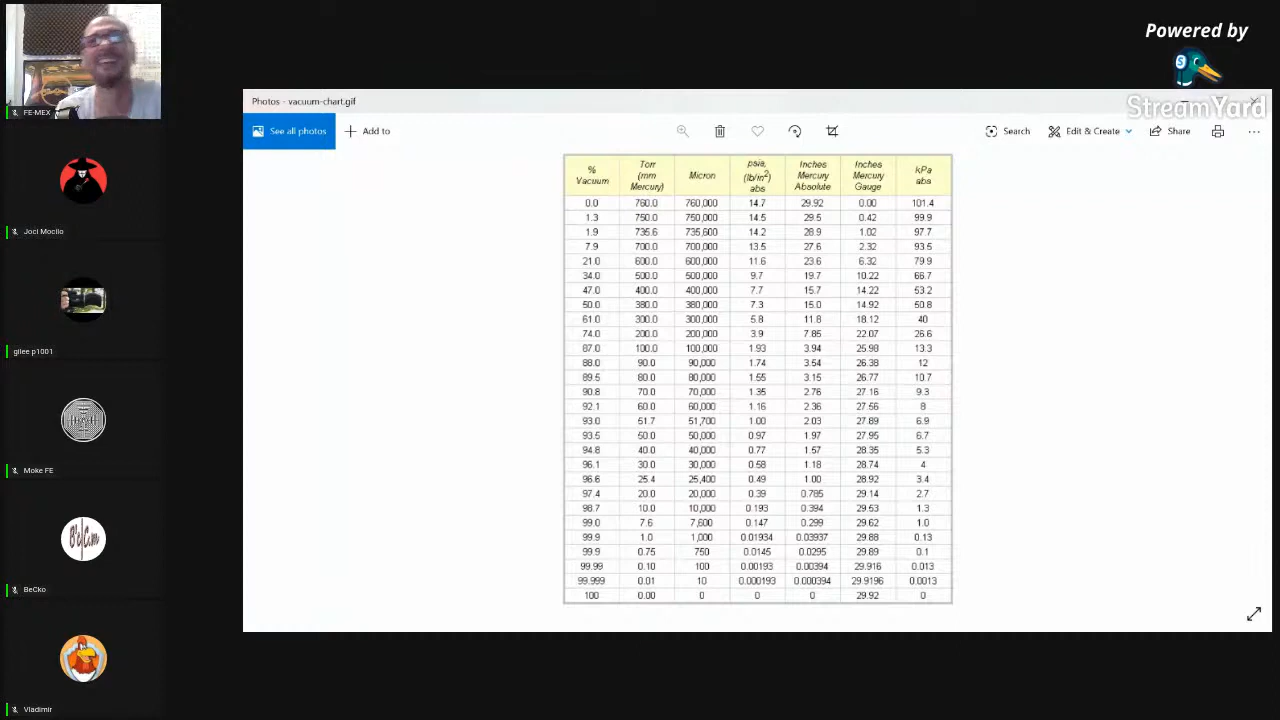 Powered by
StreamYard
FE-MEX
Joci Mocilo
gilee p1001
Moke FE
BeCko
Vladimir
Photos - vacuum-chart.gif
See all photos
Add to
Search
Edit & Create
Share
% Vacuum Torr (mm Mercury) Micron psia, (lb/in2) abs Inches Mercury Absolute Inches Mercury Gauge kPa abs
0.0 760.0 760,000 14.7 29.92 0.00 101.4
1.3 750.0 750,000 14.5 29.5 0.42 99.9
1.9 735.6 735,600 14.2 28.9 1.02 97.7
7.9 700.0 700,000 13.5 27.6 2.32 93.5
21.0 600.0 600,000 11.6 23.6 6.32 79.9
34.0 500.0 500,000 9.7 19.7 10.22 66.7
47.0 400.0 400,000 7.7 15.7 14.22 53.2
50.0 380.0 380,000 7.3 15.0 14.92 50.8
61.0 300.0 300,000 5.8 11.8 18.12 40
74.0 200.0 200,000 3.9 7.85 22.07 26.6
87.0 100.0 100,000 1.93 3.94 25.98 13.3
88.0 90.0 90,000 1.74 3.54 26.38 12
89.5 80.0 80,000 1.55 3.15 26.77 10.7
90.8 70.0 70,000 1.35 2.76 27.16 9.3
92.1 60.0 60,000 1.16 2.36 27.56 8
93.0 51.7 51,700 1.00 2.03 27.89 6.9
93.5 50.0 50,000 0.97 1.97 27.95 6.7
94.8 40.0 40,000 0.77 1.57 28.35 5.3
96.1 30.0 30,000 0.58 1.18 28.74 4
96.6 25.4 25,400 0.49 1.00 28.92 3.4
97.4 20.0 20,000 0.39 0.785 29.14 2.7
98.7 10.0 10,000 0.193 0.394 29.53 1.3
99.0 7.6 7,600 0.147 0.299 29.62 1.0
99.9 1.0 1,000 0.01934 0.03937 29.88 0.13
99.9 0.75 750 0.0145 0.0295 29.89 0.1
99.99 0.10 100 0.00193 0.00394 29.916 0.013
99.999 0.01 10 0.000193 0.000394 29.9196 0.0013
100 0.00 0 0 0 29.92 0